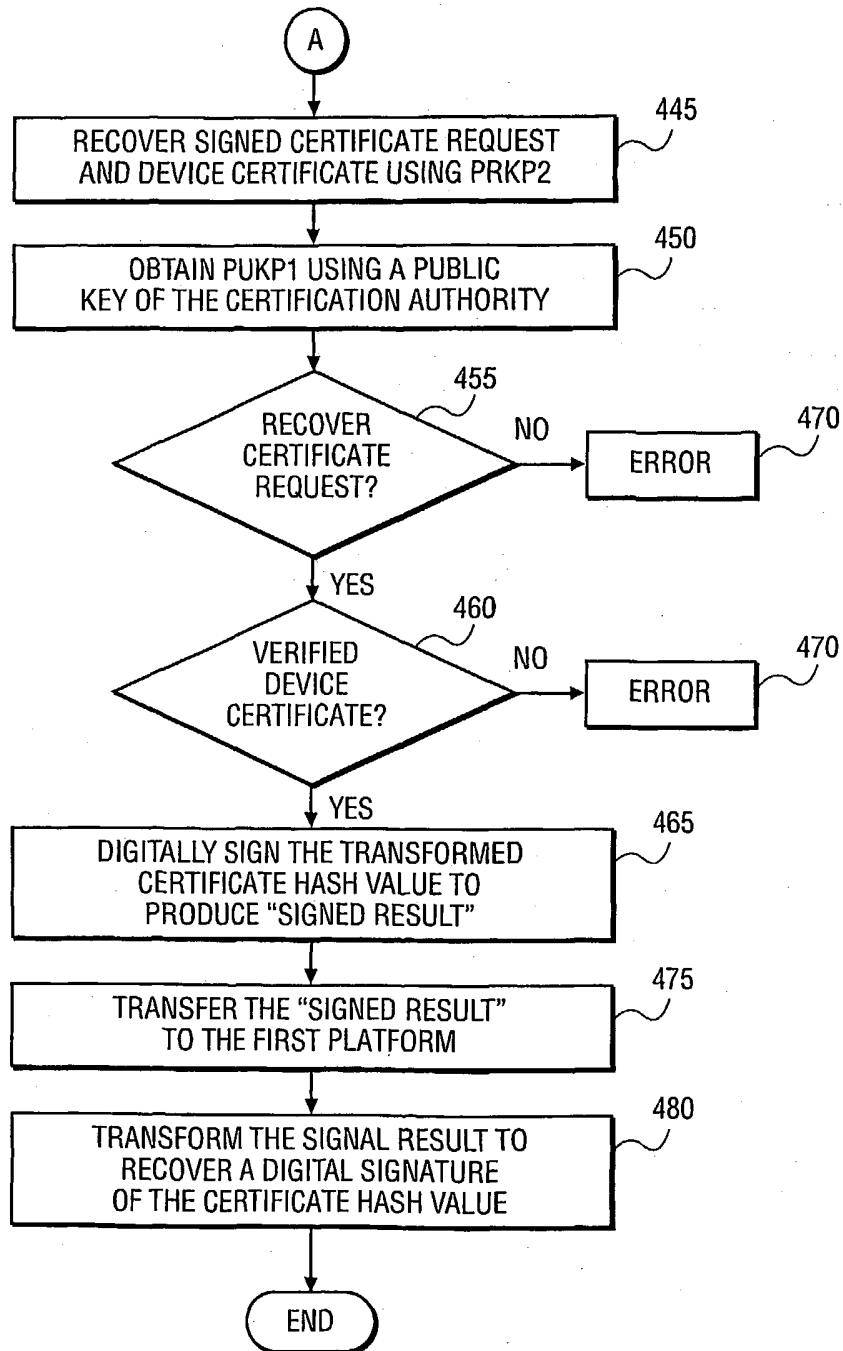 A
RECOVER SIGNED CERTIFICATE REQUEST
AND DEVICE CERTIFICATE USING PRKP2
445
OBTAIN PUKP1 USING A PUBLIC
KEY OF THE CERTIFICATION AUTHORITY
450
RECOVER
CERTIFICATE
REQUEST?
455
NO
ERROR
470
YES
VERIFIED
DEVICE
CERTIFICATE?
460
NO
ERROR
470
YES
DIGITALLY SIGN THE TRANSFORMED
CERTIFICATE HASH VALUE TO
PRODUCE “SIGNED RESULT”
465
TRANSFER THE “SIGNED RESULT”
TO THE FIRST PLATFORM
475
TRANSFORM THE SIGNAL RESULT TO
RECOVER A DIGITAL SIGNATURE
OF THE CERTIFICATE HASH VALUE
480
END